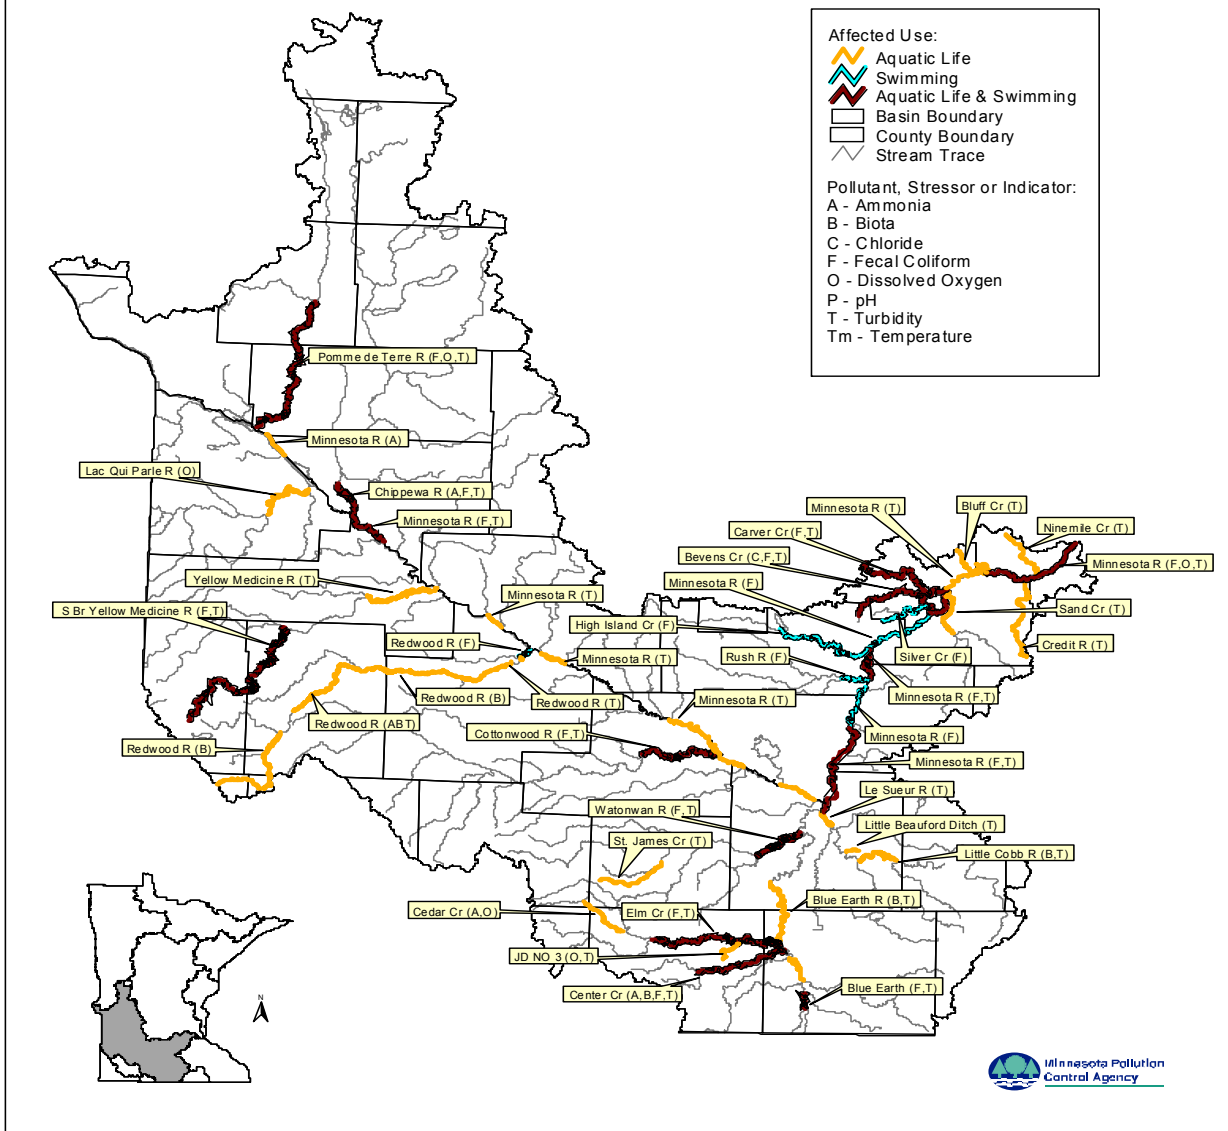 Affected Use:
Aquatic Life
Swimming
Aquatic Life & Swimming
Basin Boundary
County Boundary
Stream Trace
Pollutant, Stressor or Indicator:
A - Ammonia
B - Biota
C - Chloride
F - Fecal Coliform
O - Dissolved Oxygen
P - pH
T - Turbidity
Tm - Temperature
Pomme de Terre R (F,O,T)
Minnesota R (A)
Lac Qui Parle R (O)
Chippewa R (A,F,T)
Minnesota R (F,T)
Minnesota R (T)
Bluff Cr (T)
Carver Cr (F,T)
Ninemile Cr (T)
Bevens Cr (C,F,T)
Minnesota R (F,O,T)
Minnesota R (F)
Yellow Medicine R (T)
Minnesota R (T)
S Br Yellow Medicine R (F,T)
Sand Cr (T)
High Island Cr (F)
Redwood R (F)
Credit R (T)
Rush R (F)
Silver Cr (F)
Minnesota R (T)
Redwood R (B)
Redwood R (T)
Minnesota R (T)
Minnesota R (F,T)
Redwood R (ABT)
Cottonwood R (F,T)
Minnesota R (F)
Redwood R (B)
Minnesota R (F,T)
Le Sueur R (T)
Watonwan R (F,T)
Little Beauford Ditch (T)
St. James Cr (T)
Little Cobb R (B,T)
Blue Earth R (B,T)
Cedar Cr (A,O)
Elm Cr (F,T)
JD NO 3 (O,T)
Center Cr (A,B,F,T)
Blue Earth (F,T)
N
Minnesota Pollution
Control Agency